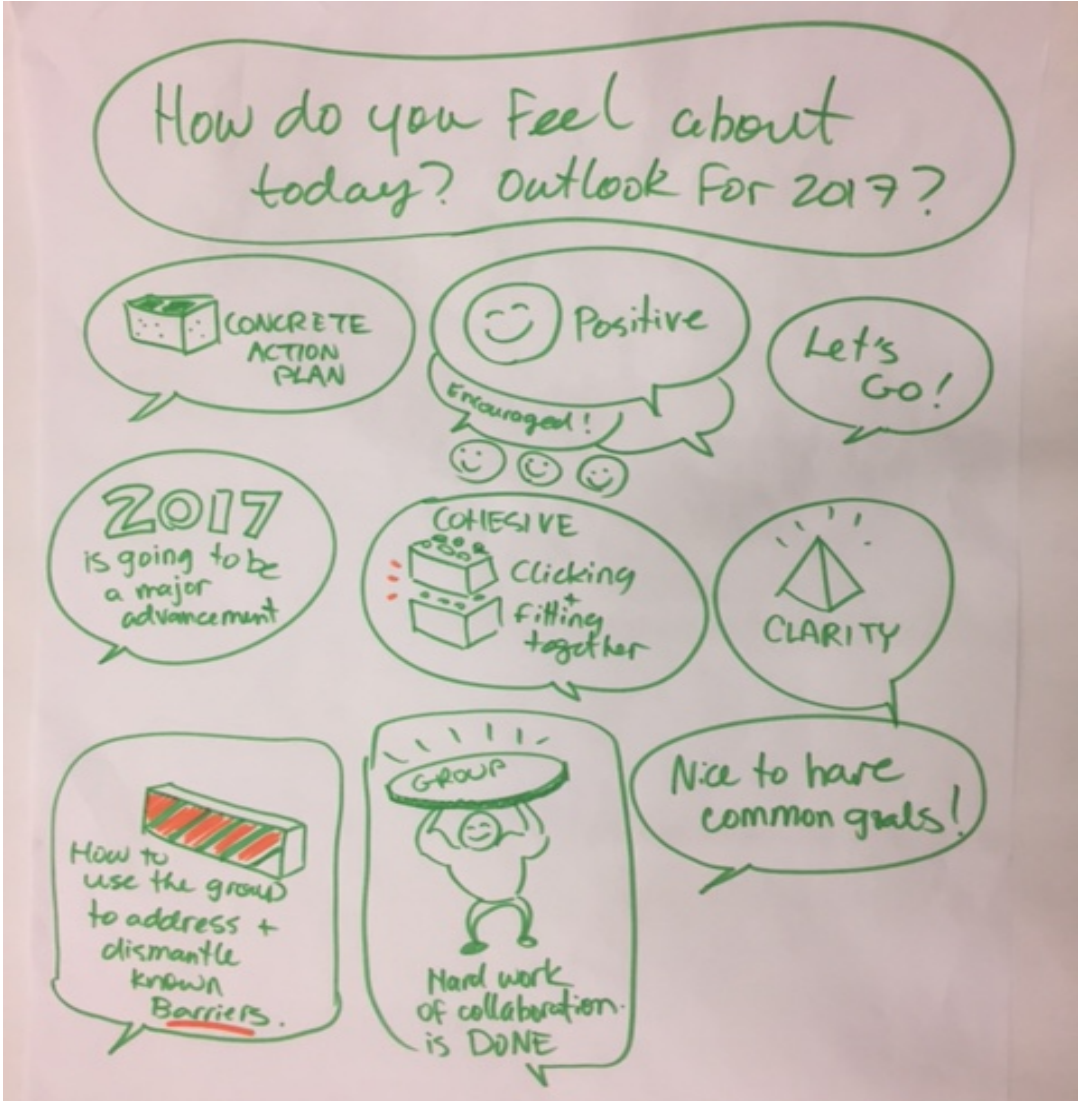 How do you Feel about
today? Outlook For 2017?
CONCRETE
ACTION
PLAN
Positive
Encouraged!
Let's
Go!
2017
is going to be
a major
advancement
COHESIVE
Clicking
+
fitting
together
CLARITY
How to
use the group
to address +
dismantle
known
Barriers.
GROUP
Hard work
of collaboration
is DONE
Nice to have
common goals!